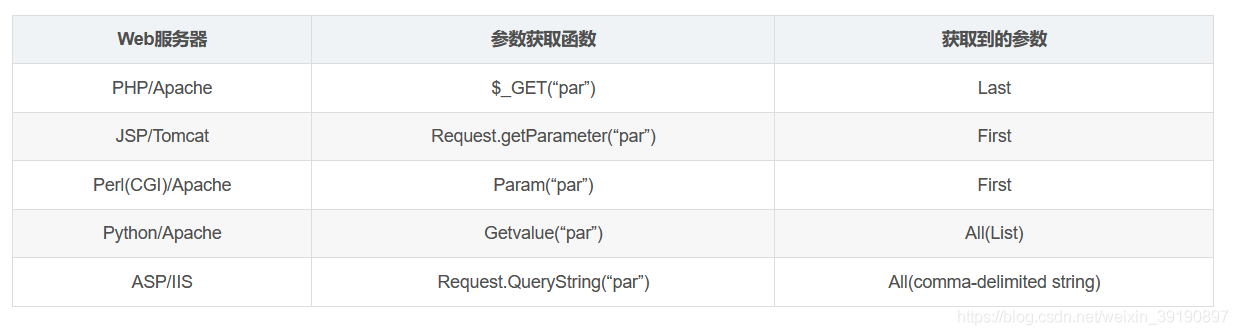 Web服务器 参数获取函数 获取到的参数
PHP/Apache $_GET(“par”) Last
JSP/Tomcat Request.getParameter(“par”) First
Perl(CGI)/Apache Param(“par”) First
Python/Apache Getvalue(“par”) All(List)
ASP/IIS Request.QueryString(“par”) All(comma-delimited string)
https://blog.csdn.net/weixin_39190897